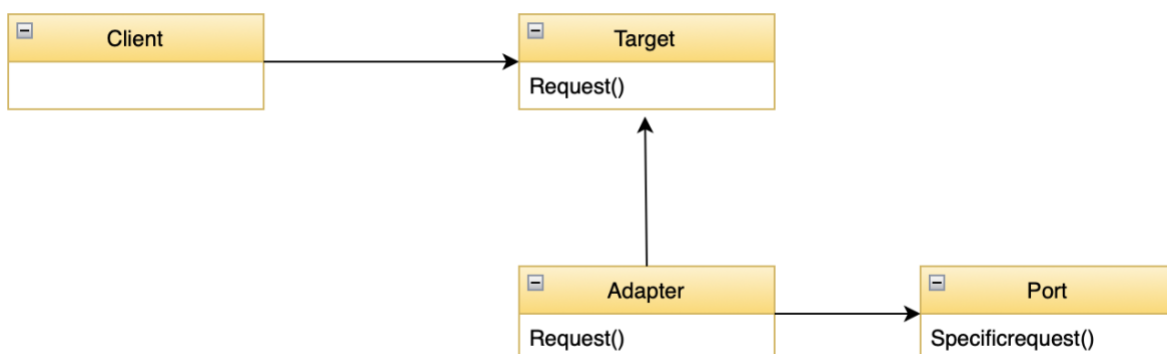 Client
Target
Request()
Adapter
Request()
Port
Specificrequest()